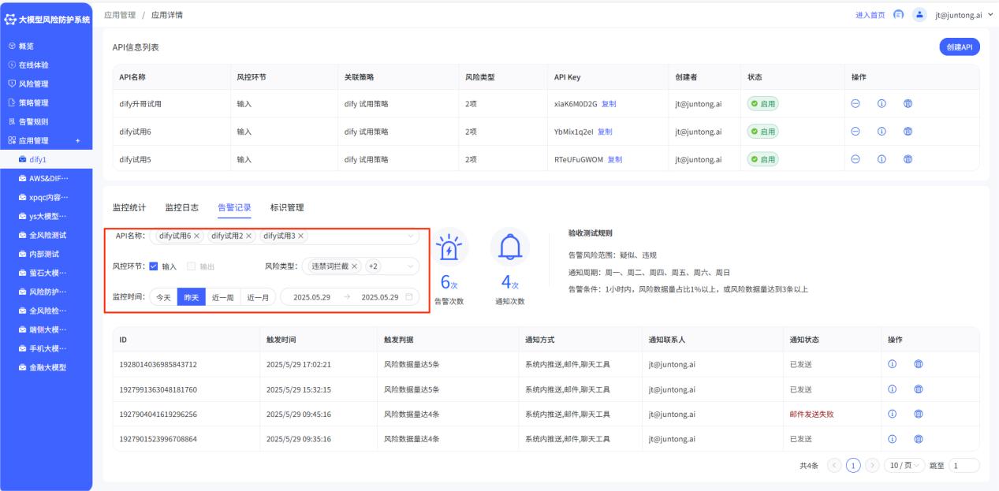 大模型风险防护系统
应用管理 / 应用详情
进入首页 jt@juntong.ai
概览
在线体验
风险管理
策略管理
告警规则
应用管理 +
dify1
AWS&DIF···
xpqc内容···
ys大模型···
全风险测试
内部测试
萤石大模···
风险防护···
全风险检···
端侧大模···
手机大模···
金融大模型
API信息列表 创建API
API名称 风控环节 关联策略 风险类型 API Key 创建者 状态 操作
dify升哥试用 输入 dify 试用策略 2项 xiaK6M0D2G 复制 jt@juntong.ai 启用
dify试用6 输入 dify 试用策略 2项 YbMix1q2eI 复制 jt@juntong.ai 启用
dify试用5 输入 dify 试用策略 2项 RTeUFuGWOM 复制 jt@juntong.ai 启用
监控统计 监控日志 告警记录 标识管理
API名称: dify试用6 × dify试用2 × dify试用3 ×
风控环节: 输入 输出 风险类型: 违禁词拦截 × +2
监控时间: 今天 昨天 近一周 近一月 2025.05.29 → 2025.05.29
6次
告警次数
4次
通知次数
验收测试规则
告警风险范围: 疑似、违规
通知周期: 周一、周二、周四、周五、周六、周日
告警条件: 1小时内，风险数据量占比1%以上，或风险数据量达到3条以上
ID 触发时间 触发判据 通知方式 通知联系人 通知状态 操作
1928014036985843712 2025/5/29 17:02:21 风险数据量达5条 系统内推送,邮件,聊天工具 jt@juntong.ai 已发送
1927991363048181760 2025/5/29 15:32:15 风险数据量达5条 系统内推送,邮件,聊天工具 jt@juntong.ai 已发送
1927904041619296256 2025/5/29 09:45:16 风险数据量达4条 系统内推送,邮件,聊天工具 jt@juntong.ai 邮件发送失败
1927901523996708864 2025/5/29 09:35:16 风险数据量达4条 系统内推送,邮件,聊天工具 jt@juntong.ai 已发送
共4条 < 1 > 10 / 页 跳至 1